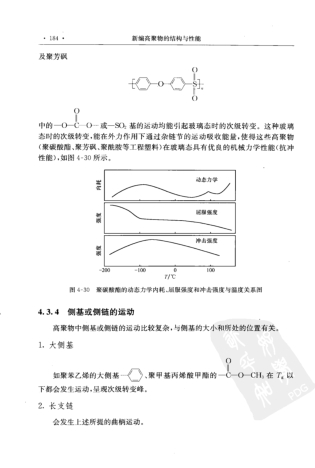 · 184 ·
新编高聚物的结构与性能
及聚芳砜
O
O
S
O
n
O
中的—O—C—O—或—SO₂基的运动均能引起玻璃态时的次级转变。这种玻璃
态时的次级转变,能在外力作用下通过杂链节的运动吸收能量,使得这些高聚物
(聚碳酸酯、聚芳砜、聚酰胺等工程塑料)在玻璃态具有优良的机械力学性能(抗冲
性能),如图 4-30 所示。
动态力学
内耗
屈服强度
强度
冲击强度
强度
-200
-100
0
100
T/℃
图 4-30 聚碳酸酯的动态力学内耗、屈服强度和冲击强度与温度关系图
4.3.4 侧基或侧链的运动
高聚物中侧基或侧链的运动比较复杂,与侧基的大小和所处的位置有关。
1. 大侧基
O
如聚苯乙烯的大侧基—、聚甲基丙烯酸甲酯的—C—O—CH₃ 在 Tg 以
下都会发生运动,呈现次级转变峰。
2. 长支链
会发生上述所提的曲柄运动。
PDG